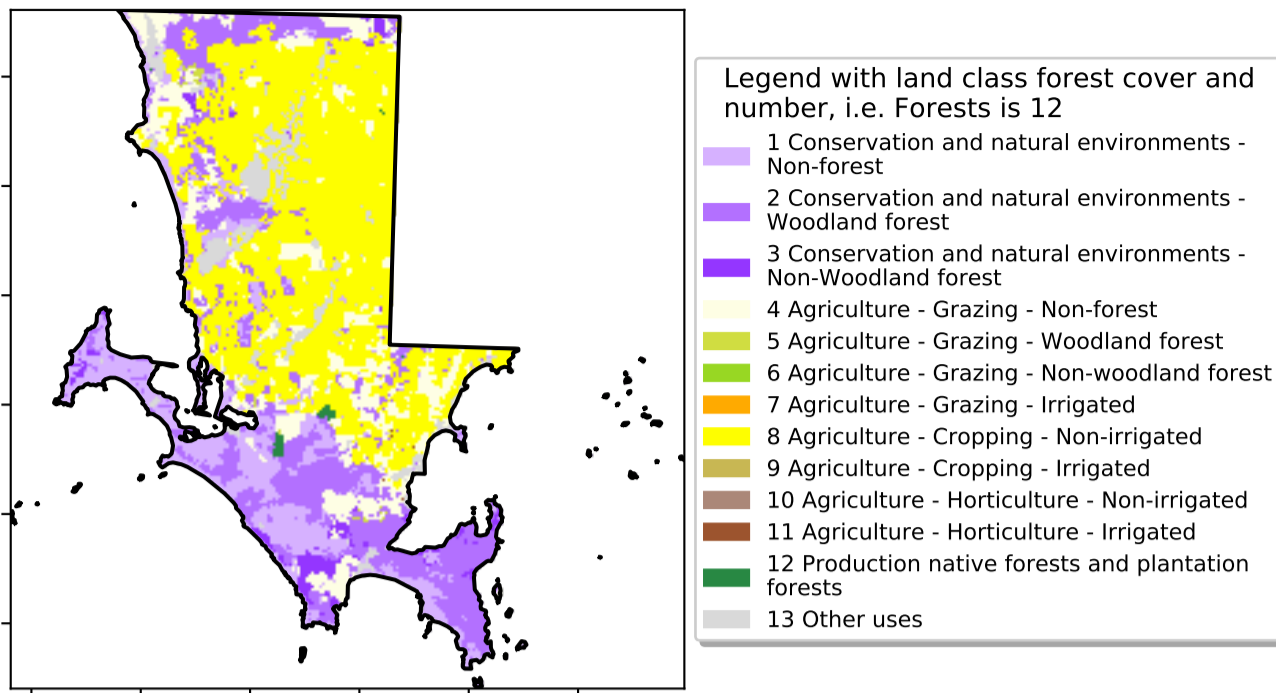 Legend with land class forest cover and
number, i.e. Forests is 12
1 Conservation and natural environments -
Non-forest
2 Conservation and natural environments -
Woodland forest
3 Conservation and natural environments -
Non-Woodland forest
4 Agriculture - Grazing - Non-forest
5 Agriculture - Grazing - Woodland forest
6 Agriculture - Grazing - Non-woodland forest
7 Agriculture - Grazing - Irrigated
8 Agriculture - Cropping - Non-irrigated
9 Agriculture - Cropping - Irrigated
10 Agriculture - Horticulture - Non-irrigated
11 Agriculture - Horticulture - Irrigated
12 Production native forests and plantation
forests
13 Other uses